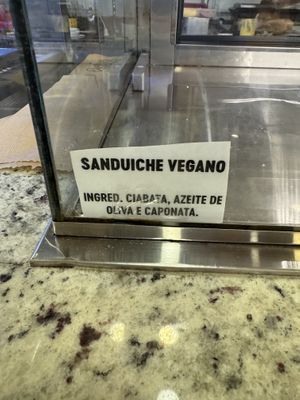 SANDUICHE VEGANO
INGRED. CIABATA, AZEITE DE
OLIVA E CAPONATA.